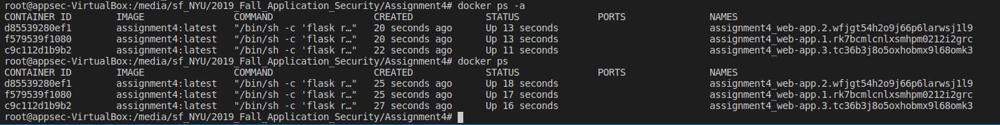 root@appsec-VirtualBox:/media/sf_NYU/2019_Fall_Application_Security/Assignment4# docker ps -a
CONTAINER ID        IMAGE               COMMAND                  CREATED             STATUS              PORTS               NAMES
d85539280ef1        assignment4:latest  "/bin/sh -c 'flask r…"   20 seconds ago      Up 13 seconds                           assignment4_web-app.2.wfjgt54h2o9j66p6larwsj1l9
f579539f1080        assignment4:latest  "/bin/sh -c 'flask r…"   20 seconds ago      Up 13 seconds                           assignment4_web-app.1.rk7bcmlcnlxsmhpm0212i2grc
c9c112d1b9b2        assignment4:latest  "/bin/sh -c 'flask r…"   22 seconds ago      Up 11 seconds                           assignment4_web-app.3.tc36b3j8o5oxhobmx9l68omk3
root@appsec-VirtualBox:/media/sf_NYU/2019_Fall_Application_Security/Assignment4# docker ps
CONTAINER ID        IMAGE               COMMAND                  CREATED             STATUS              PORTS               NAMES
d85539280ef1        assignment4:latest  "/bin/sh -c 'flask r…"   25 seconds ago      Up 18 seconds                           assignment4_web-app.2.wfjgt54h2o9j66p6larwsj1l9
f579539f1080        assignment4:latest  "/bin/sh -c 'flask r…"   25 seconds ago      Up 17 seconds                           assignment4_web-app.1.rk7bcmlcnlxsmhpm0212i2grc
c9c112d1b9b2        assignment4:latest  "/bin/sh -c 'flask r…"   27 seconds ago      Up 16 seconds                           assignment4_web-app.3.tc36b3j8o5oxhobmx9l68omk3
root@appsec-VirtualBox:/media/sf_NYU/2019_Fall_Application_Security/Assignment4#